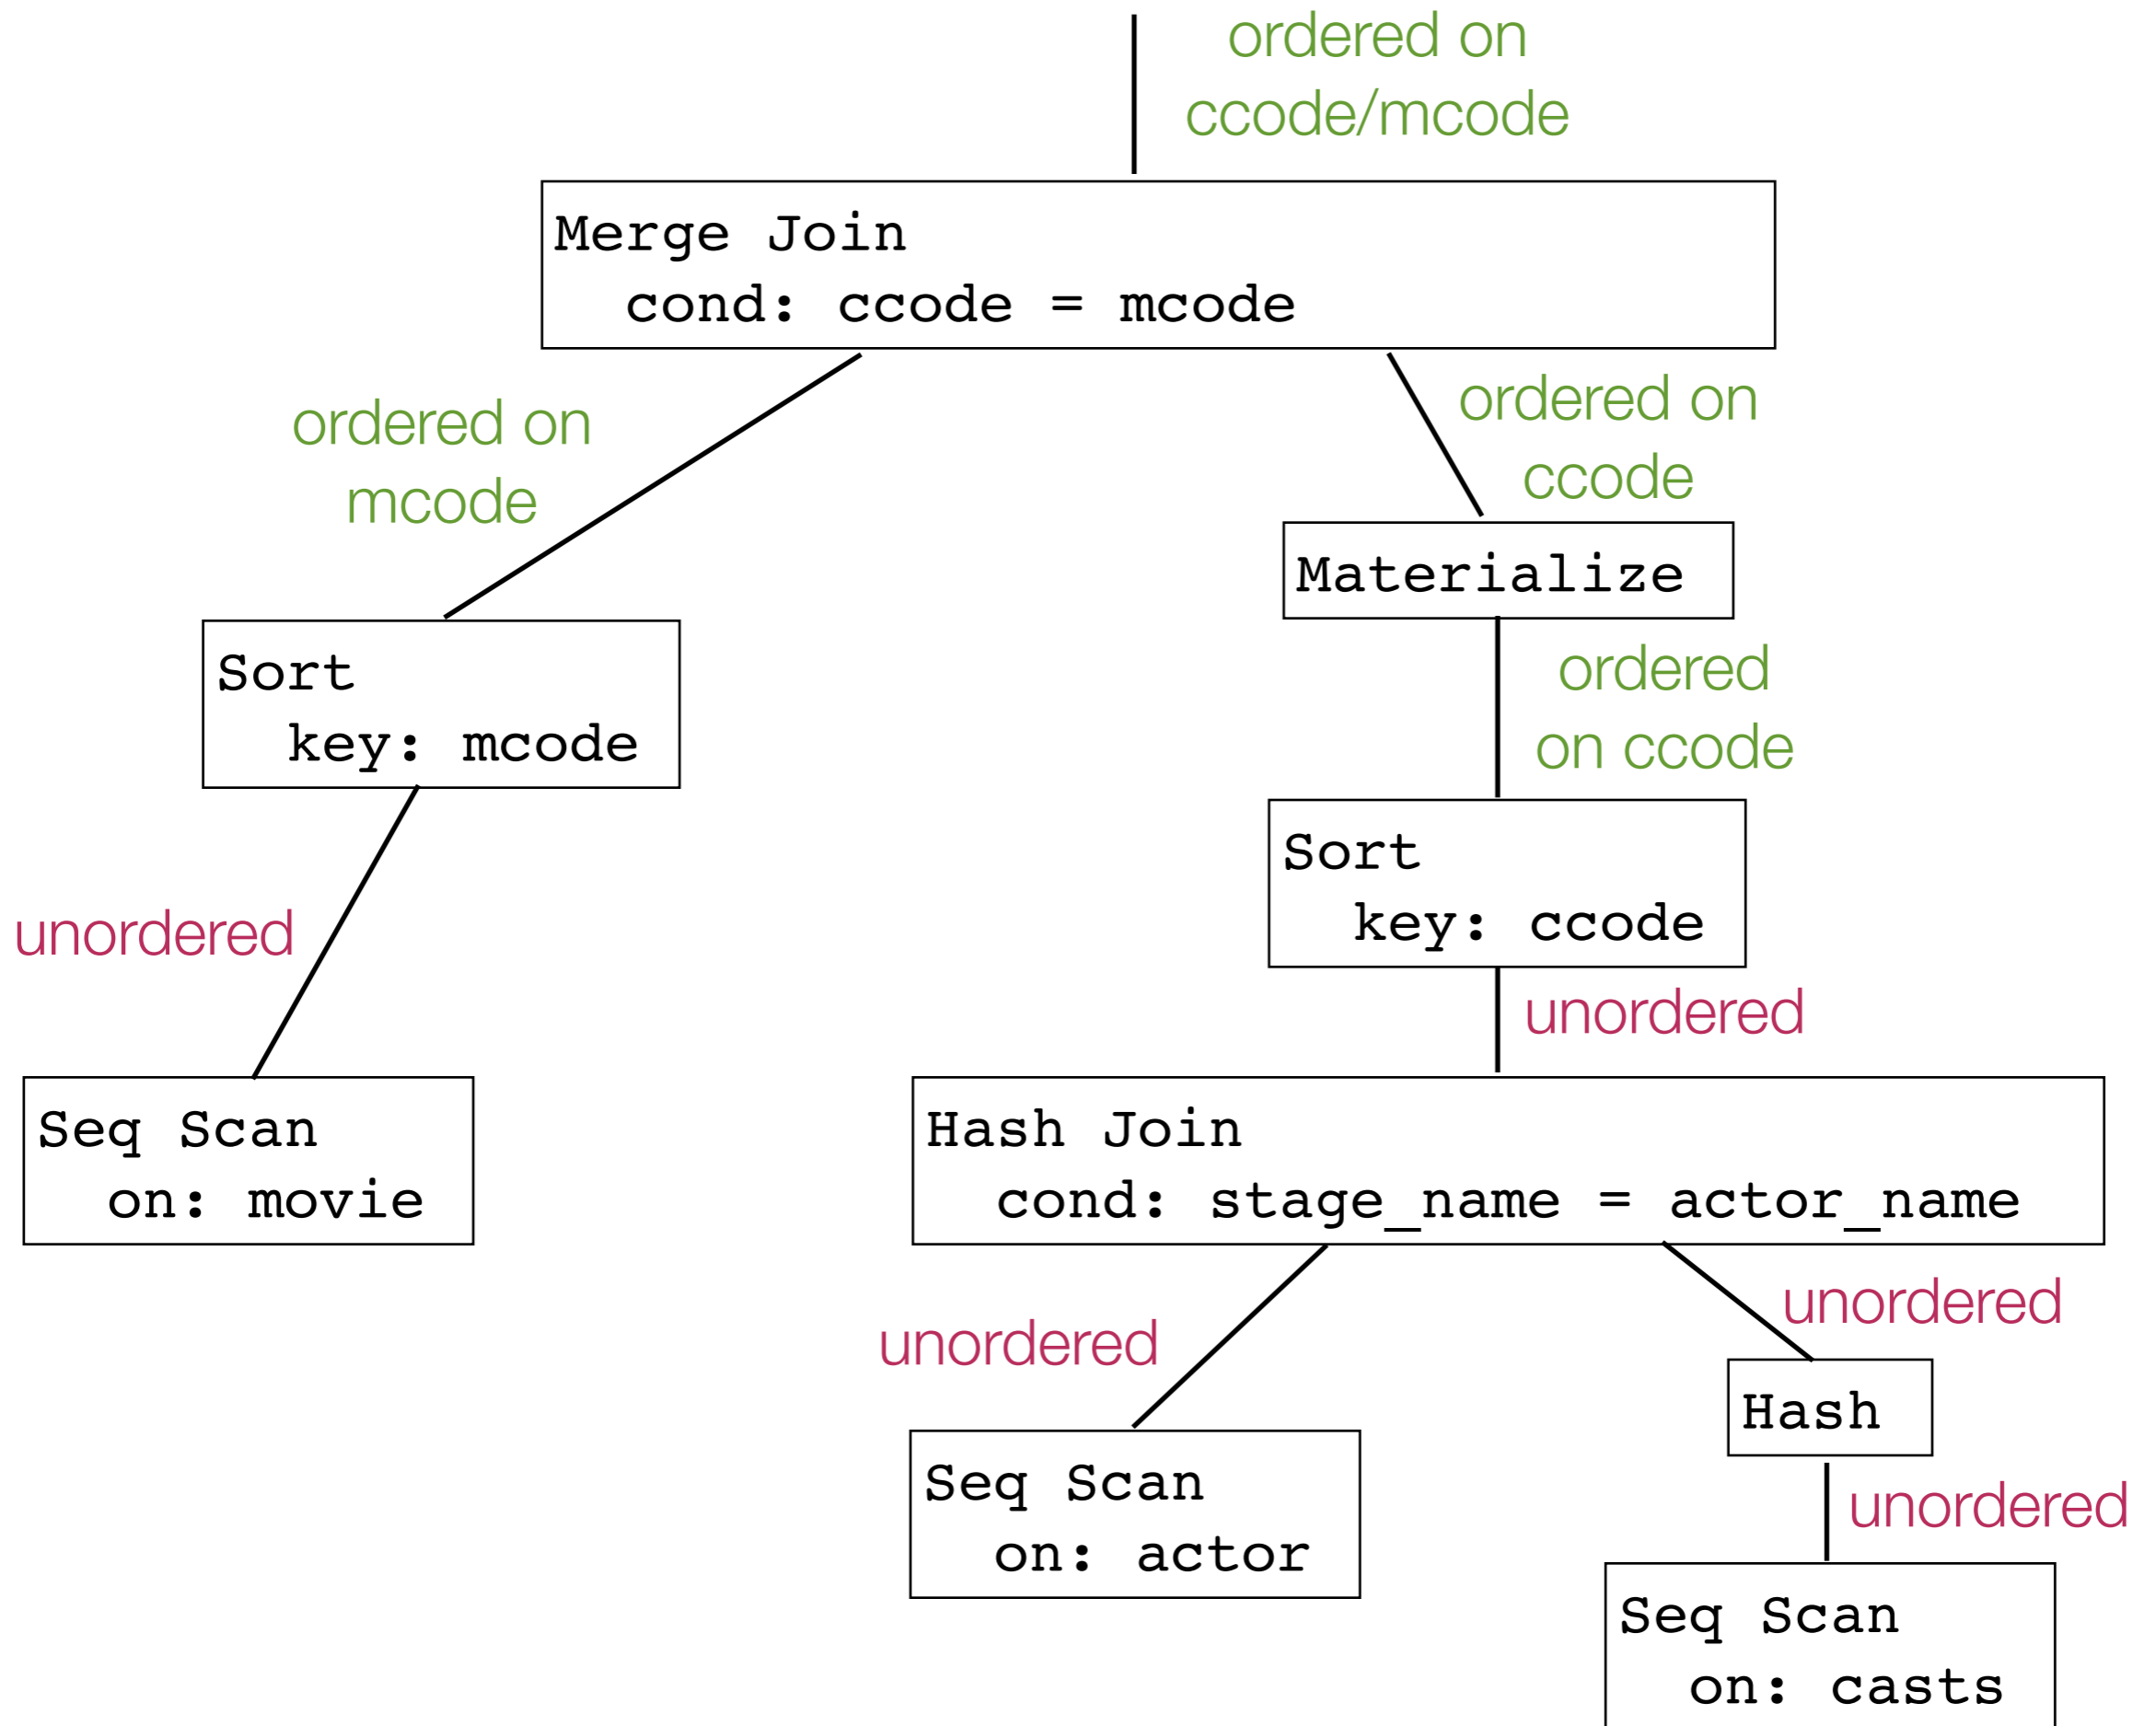 ordered on
ccode/mcode
Merge Join
cond: ccode = mcode
ordered on
mcode
ordered on
ccode
Materialize
Sort
key: mcode
ordered
on ccode
Sort
key: ccode
unordered
unordered
Seq Scan
on: movie
Hash Join
cond: stage_name = actor_name
unordered
unordered
Hash
Seq Scan
on: actor
unordered
Seq Scan
on: casts